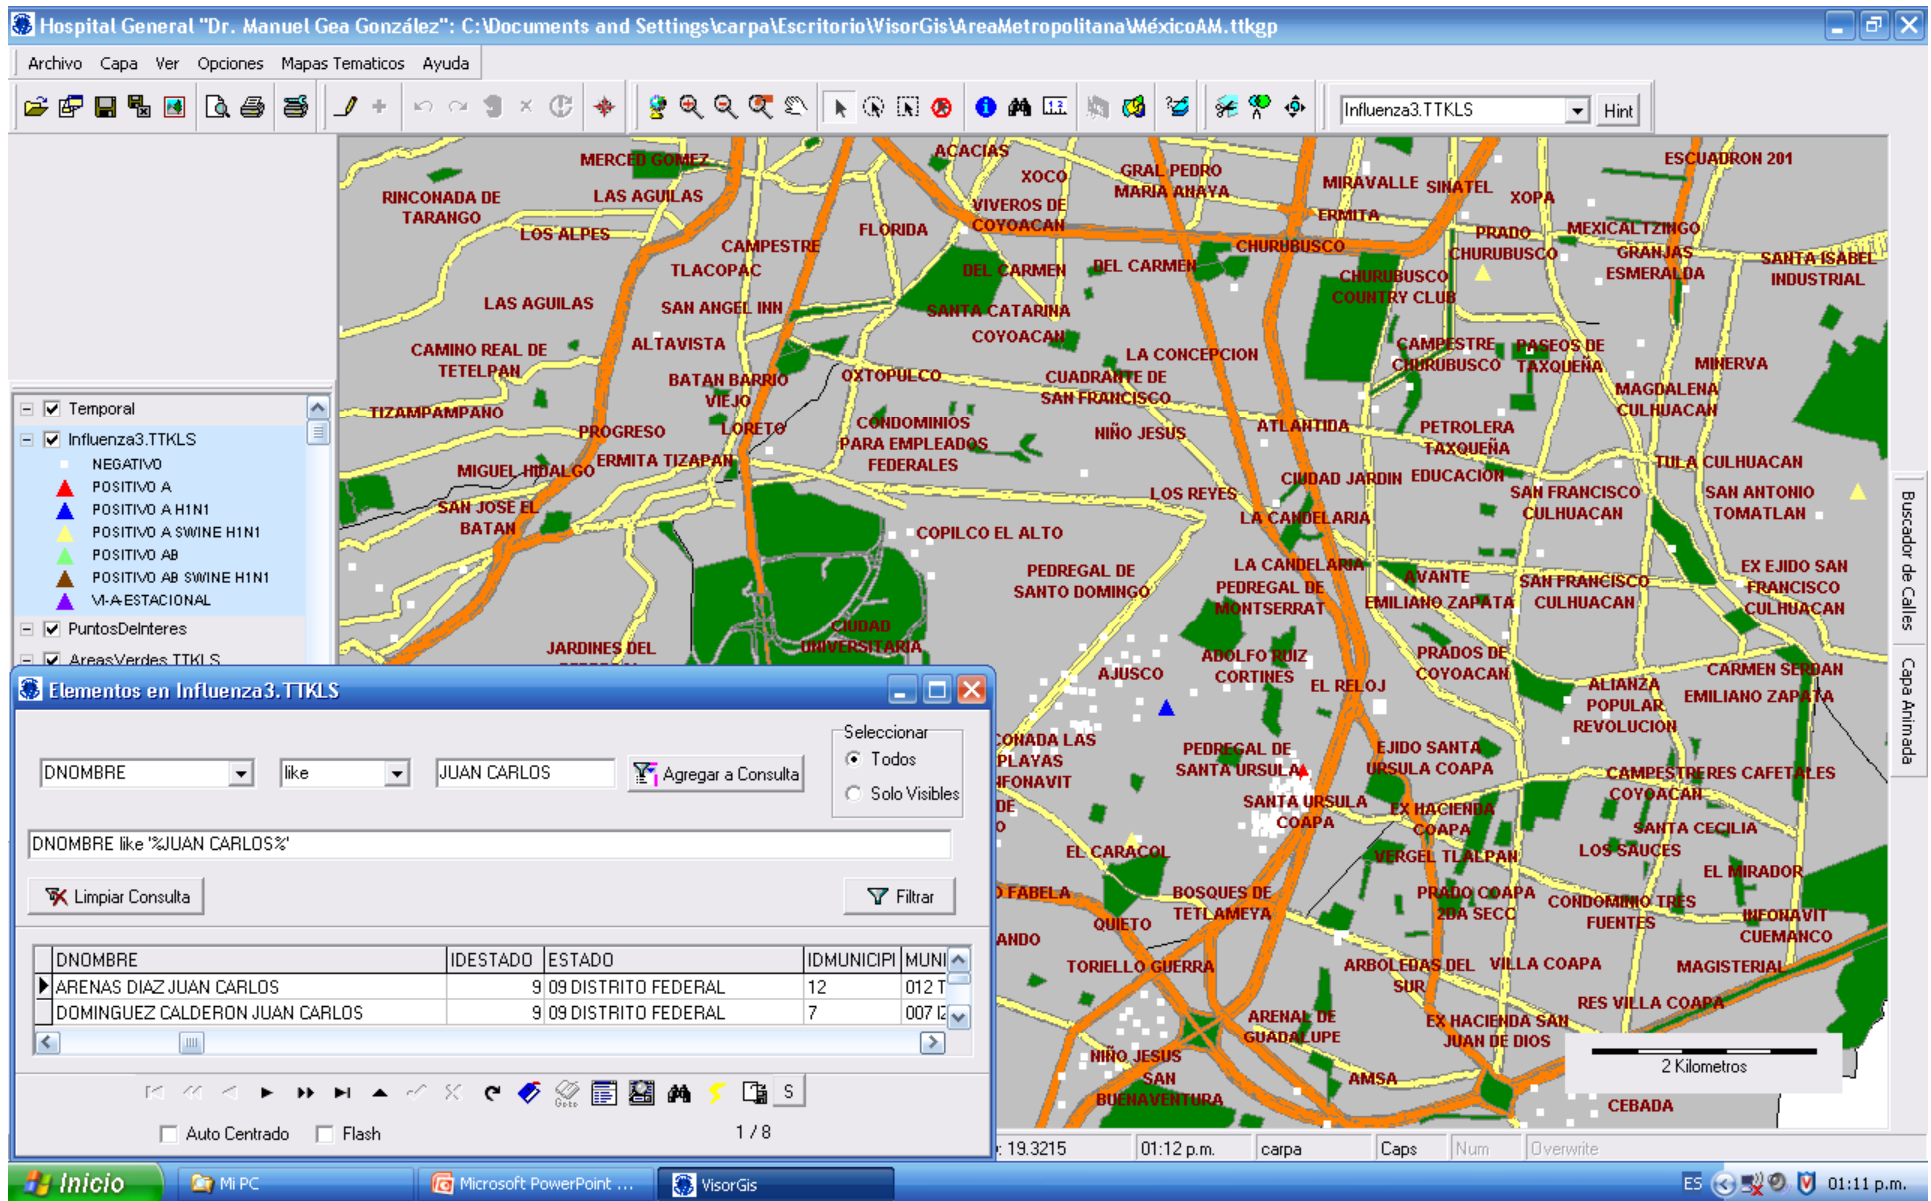 Hospital General "Dr. Manuel Gea González": C:\Documents and Settings\carpa\Escritorio\VisorGis\AreaMetropolitana\MéxicoAM.ttkgp
Archivo Capa Ver Opciones Mapas Tematicos Ayuda
Influenza3.TTKLS
Hint
ACACIAS
MERCED GOMEZ
ESCUADRON 201
XOCO
GRAL PEDRO
MARIA ANAYA
MIRAVALLE
SINATEL
XOPA
RINCONADA DE
TARANGO
LAS AGUILAS
VIVEROS DE
COYOACAN
ERMITA
LOS ALPES
FLORIDA
PRADO
CHURUBUSCO
MEXICALTZINGO
CAMPESTRE
CHURUBUSCO
GRANJAS
ESMERALDA
SANTA ISABEL
INDUSTRIAL
TLACOPAC
DEL CARMEN
DEL CARMEN
CHURUBUSCO
COUNTRY CLUB
LAS AGUILAS
SAN ANGEL INN
SANTA CATARINA
COYOACAN
CAMINO REAL DE
TETELPAN
ALTAVISTA
LA CONCEPCION
CAMPESTRE
CHURUBUSCO
PASEOS DE
TAXQUEÑA
MINERVA
BATAN BARRIO
VIEJO
OXTOPULCO
CUADRANTE DE
SAN FRANCISCO
MAGDALENA
CULHUACAN
TIZAMPAMPANO
PROGRESO
LORETO
CONDOMINIOS
PARA EMPLEADOS
FEDERALES
NIÑO JESUS
ATLANTIDA
PETROLERA
TAXQUEÑA
MIGUEL HIDALGO
ERMITA TIZAPAN
CIUDAD JARDIN
EDUCACION
TULA CULHUACAN
SAN JOSE EL
BATAN
LOS REYES
SAN FRANCISCO
CULHUACAN
SAN ANTONIO
TOMATLAN
LA CANDELARIA
COPILCO EL ALTO
PEDREGAL DE
SANTO DOMINGO
LA CANDELARIA
PEDREGAL DE
MONTSERRAT
AVANTE
EMILIANO ZAPATA
SAN FRANCISCO
CULHUACAN
EX EJIDO SAN
FRANCISCO
CULHUACAN
CIUDAD
UNIVERSITARIA
JARDINES DEL
AJUSCO
ADOLFO RUIZ
CORTINES
EL RELOJ
PRADOS DE
COYOACAN
ALIANZA
POPULAR
REVOLUCION
CARMEN SERDAN
EMILIANO ZAPATA
ONADA LAS
PLAYAS
NFONAVIT
PEDREGAL DE
SANTA URSULA
EJIDO SANTA
URSULA COAPA
CAMPESTRERES CAFETALES
COYOACAN
DE
O
SANTA URSULA
COAPA
EX HACIENDA
COAPA
SANTA CECILIA
EL CARACOL
VERGEL TLALPAN
LOS SAUCES
EL MIRADOR
O FABELA
BOSQUES DE
TETLAMEYA
PRADO COAPA
2DA SECC
CONDOMINIO TRES
FUENTES
INFONAVIT
CUEMANCO
QUIETO
ANDO
TORIELLO GUERRA
ARBOLEDAS DEL
SUR
VILLA COAPA
MAGISTERIAL
RES VILLA COAPA
ARENAL DE
GUADALUPE
EX HACIENDA SAN
JUAN DE DIOS
NIÑO JESUS
SAN
BUENAVENTURA
AMSA
CEBADA
2 Kilometros
Buscador de Calles
Capa Animada
Temporal
Influenza3.TTKLS
NEGATIVO
POSITIVO A
POSITIVO A H1N1
POSITIVO A SWINE H1N1
POSITIVO AB
POSITIVO AB SWINE H1N1
VI-A-ESTACIONAL
PuntosDeInteres
AreasVerdes.TTKLS
Elementos en Influenza3.TTKLS
Seleccionar
Todos
Solo Visibles
DNOMBRE
like
JUAN CARLOS
Agregar a Consulta
DNOMBRE like '%JUAN CARLOS%'
Limpiar Consulta
Filtrar
DNOMBRE IDESTADO ESTADO IDMUNICIPI MUNI
ARENAS DIAZ JUAN CARLOS 9 09 DISTRITO FEDERAL 12 012 T
DOMINGUEZ CALDERON JUAN CARLOS 9 09 DISTRITO FEDERAL 7 007 IZ
Goto
S
Auto Centrado
Flash
1 / 8
: 19.3215 01:12 p.m. carpa Caps Num Overwrite
Inicio Mi PC Microsoft PowerPoint ... VisorGis ES 01:11 p.m.